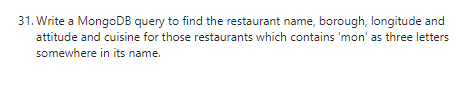 31. Write a MongoDB query to find the restaurant name, borough, longitude and
attitude and cuisine for those restaurants which contains 'mon' as three letters
somewhere in its name.